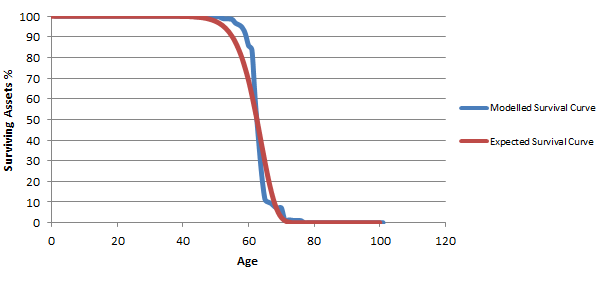 100
90
80
70
60
50
40
30
20
10
0
Surviving Assets %
0 20 40 60 80 100 120
Age
Modelled Survival Curve
Expected Survival Curve